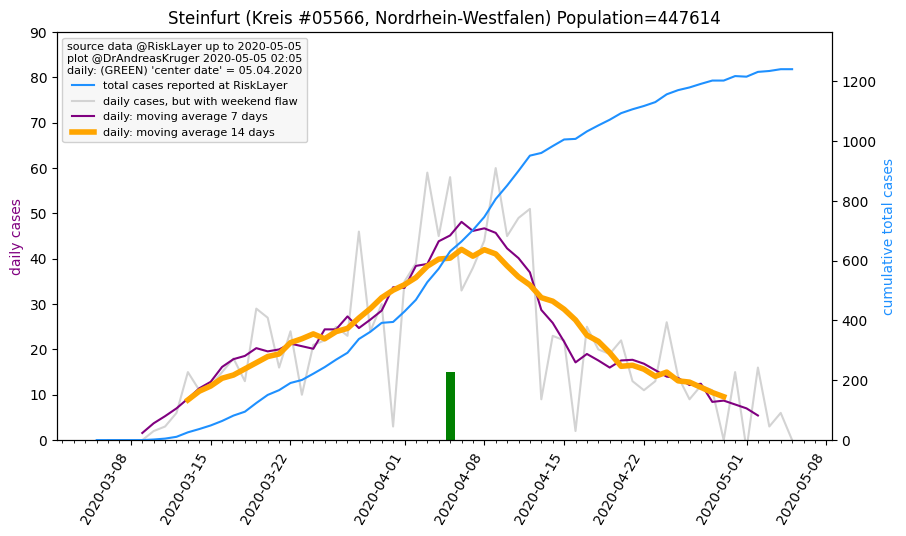 Steinfurt (Kreis #05566, Nordrhein-Westfalen) Population=447614
source data @RiskLayer up to 2020-05-05
plot @DrAndreasKruger 2020-05-05 02:05
daily: (GREEN) 'center date' = 05.04.2020
total cases reported at RiskLayer
daily cases, but with weekend flaw
daily: moving average 7 days
daily: moving average 14 days
daily cases
90
80
70
60
50
40
30
20
10
0
1200
1000
800
600
400
200
0
cumulative total cases
2020-03-08
2020-03-15
2020-03-22
2020-04-01
2020-04-08
2020-04-15
2020-04-22
2020-05-01
2020-05-08